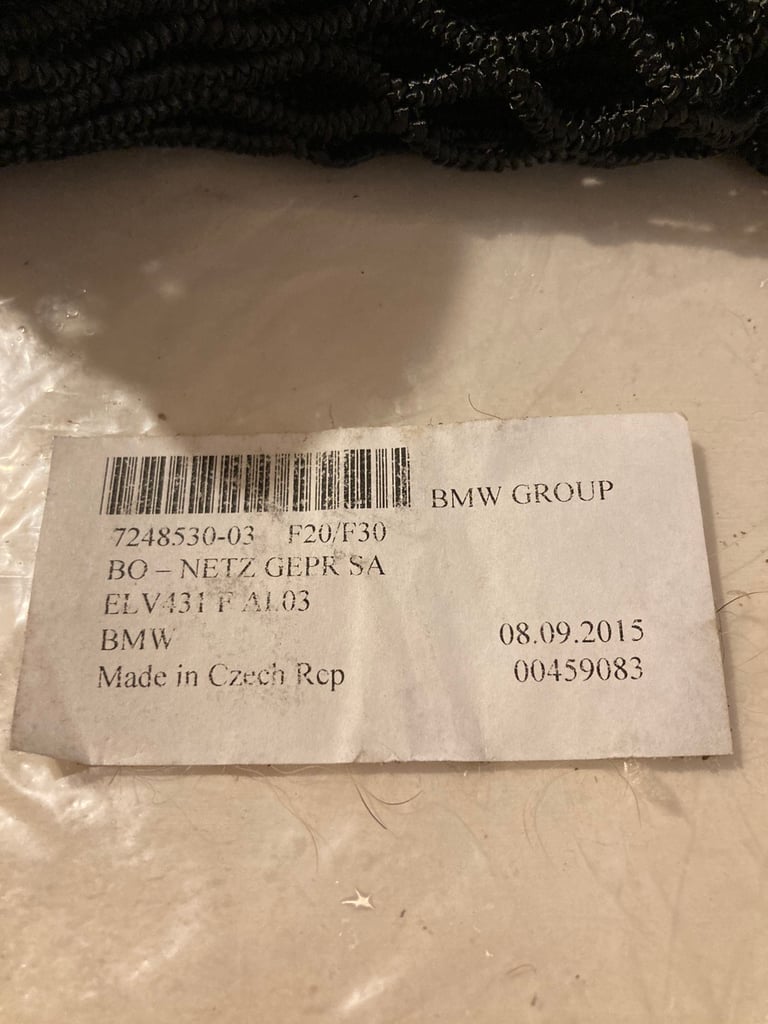 BMW GROUP
7248530-03 F20/F30
BO – NETZ GEPR SA
ELV431 F AL03
BMW 08.09.2015
Made in Czech Rep 00459083